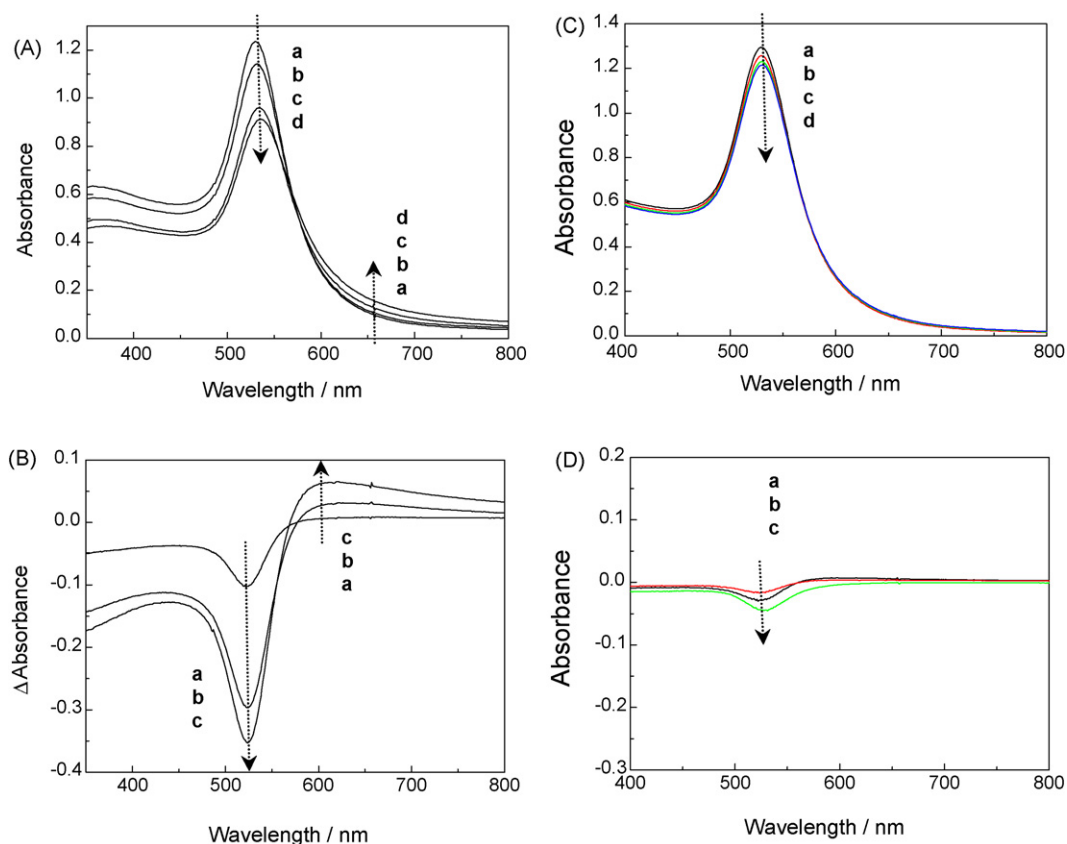 (A)
1.2
1.0
0.8
0.6
0.4
0.2
0.0
Absorbance
a
b
c
d
d
c
b
a
400 500 600 700 800
Wavelength / nm
(C)
1.4
1.2
1.0
0.8
0.6
0.4
0.2
0.0
Absorbance
a
b
c
d
400 500 600 700 800
Wavelength / nm
(B)
0.1
0.0
-0.1
-0.2
-0.3
-0.4
Δ Absorbance
c
b
a
a
b
c
400 500 600 700 800
Wavelength / nm
(D)
0.2
0.1
0.0
-0.1
-0.2
-0.3
Absorbance
a
b
c
400 500 600 700 800
Wavelength / nm